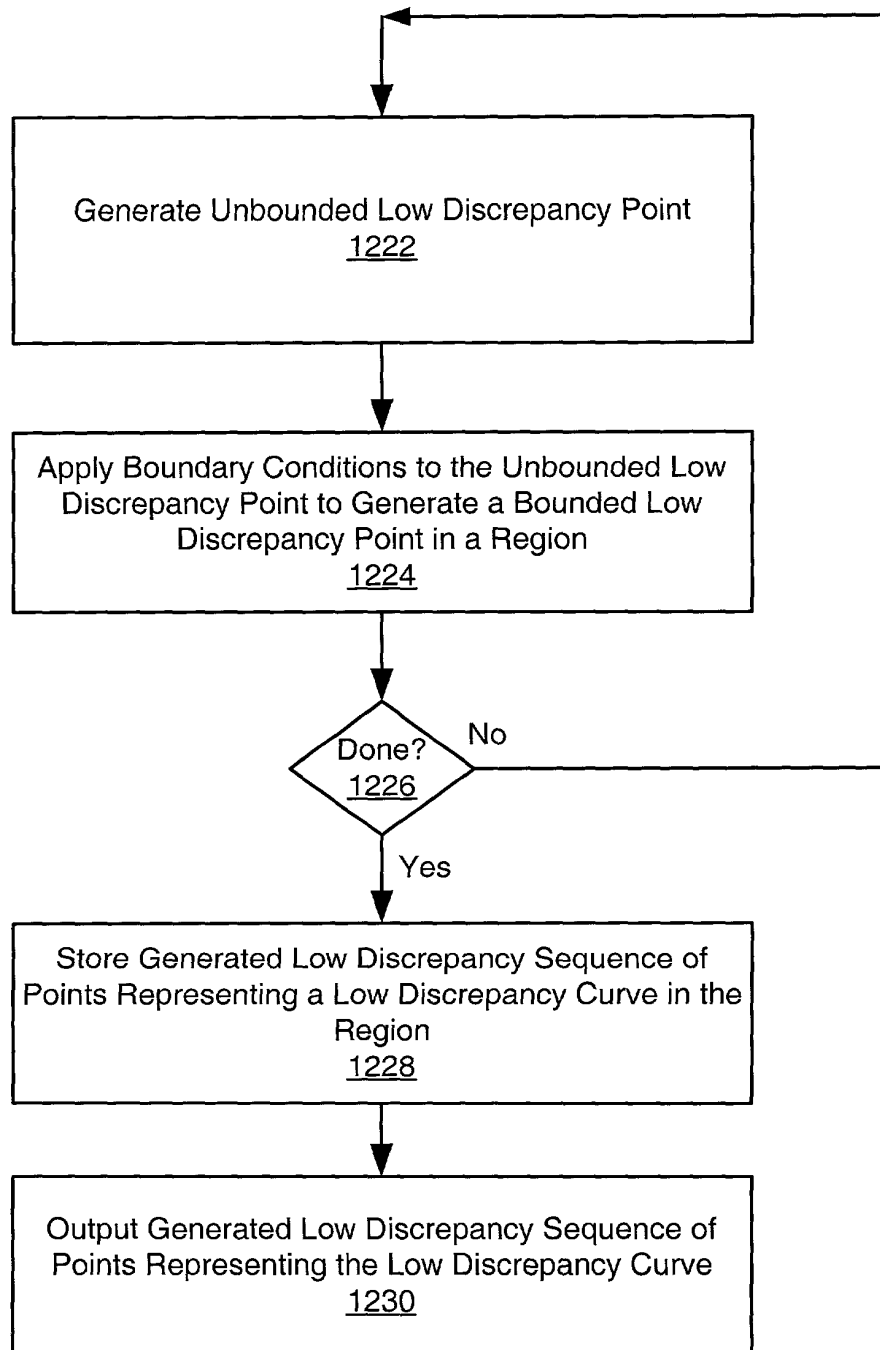 Generate Unbounded Low Discrepancy Point
1222
Apply Boundary Conditions to the Unbounded Low
Discrepancy Point to Generate a Bounded Low
Discrepancy Point in a Region
1224
Done?
1226
No
Yes
Store Generated Low Discrepancy Sequence of
Points Representing a Low Discrepancy Curve in the
Region
1228
Output Generated Low Discrepancy Sequence of
Points Representing the Low Discrepancy Curve
1230